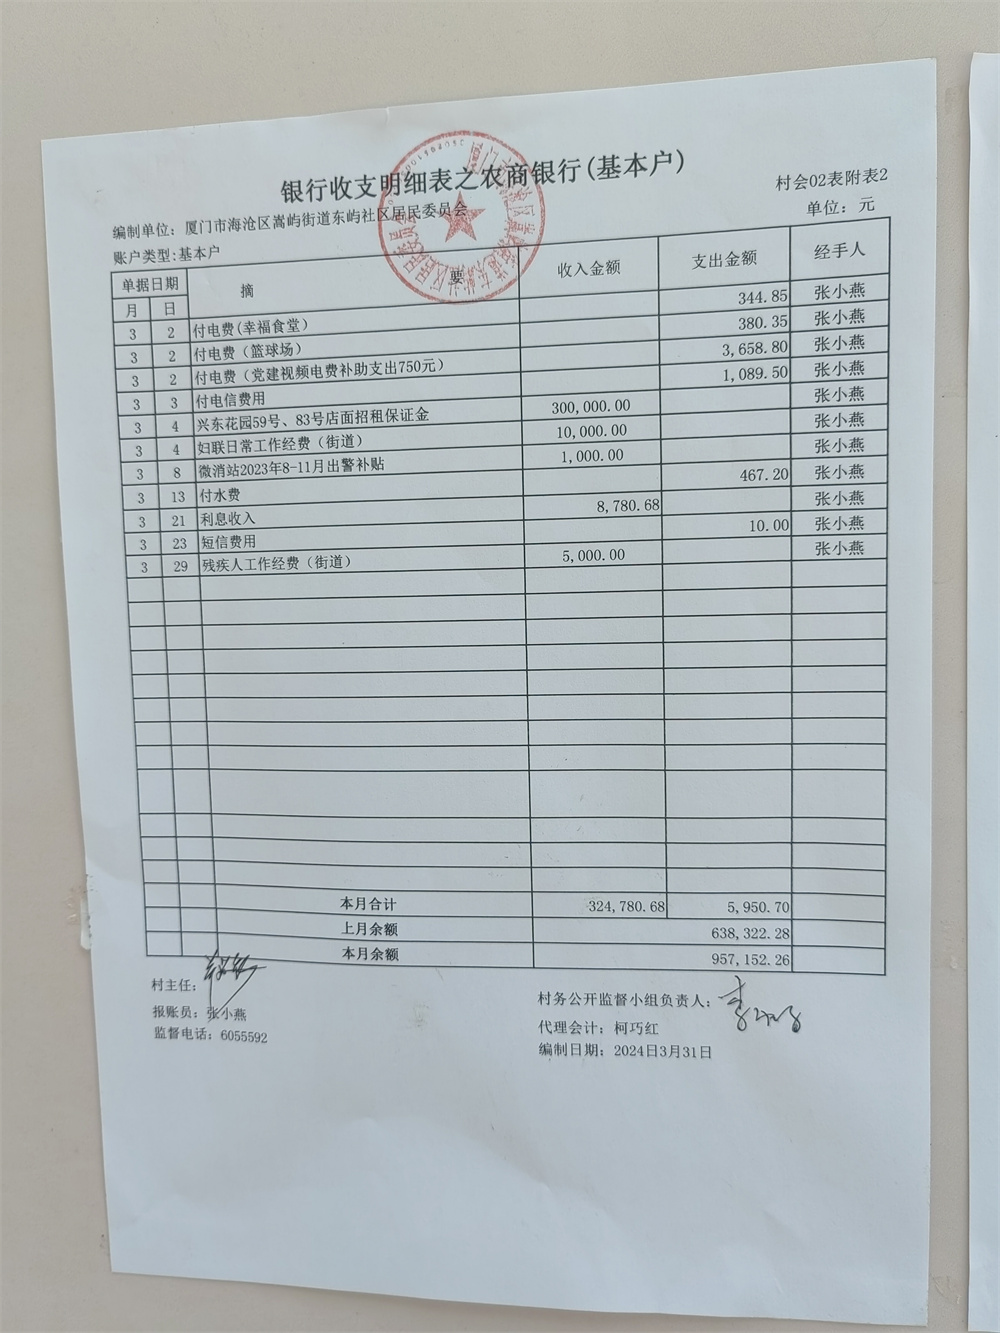 银行收支明细表之农商银行(基本户)
村会02表附表2
编制单位：厦门市海沧区嵩屿街道东屿社区居民委员会
单位：元
账户类型:基本户
单据日期 摘 要 收入金额 支出金额 经手人
月 日
3 2 付电费(幸福食堂) 344.85 张小燕
3 2 付电费（篮球场） 380.35 张小燕
3 2 付电费（党建视频电费补助支出750元） 3,658.80 张小燕
3 3 付电信费用 1,089.50 张小燕
3 4 兴东花园59号、83号店面招租保证金 300,000.00 张小燕
3 4 妇联日常工作经费（街道） 10,000.00 张小燕
3 8 微消站2023年8-11月出警补贴 1,000.00 张小燕
3 13 付水费 467.20 张小燕
3 21 利息收入 8,780.68 张小燕
3 23 短信费用 10.00 张小燕
3 29 残疾人工作经费（街道） 5,000.00 张小燕
本月合计 324,780.68 5,950.70
上月余额 638,322.28
本月余额 957,152.26
村主任：
村务公开监督小组负责人：
报账员：张小燕
代理会计：柯巧红
监督电话：6055592
编制日期：2024日3月31日